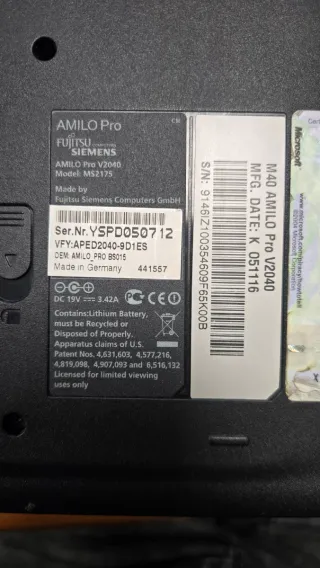 AMILO Pro
FUJITSU COMPUTERS
SIEMENS
AMILO Pro V2040
Model: MS2175
Made by
Fujitsu Siemens Computers GmbH
Ser.Nr.YSPD050712
VFY:APED2040-9D1ES
OEM: AMILO_PRO BS015
Made in Germany 441557
DC 19V 3.42A
Contains:Lithium Battery,
must be Recycled or
Disposed of Properly.
Apparatus claims of U.S.
Patent Nos. 4,631,603, 4,577,216,
4,819,098, 4,907,093 and 6,516,132
Licensed for limited viewing
uses only
M40 AMILO Pro V2040
MFG. DATE: K 051116
S/N: 9146IZ100354609F65K00B
Microsoft